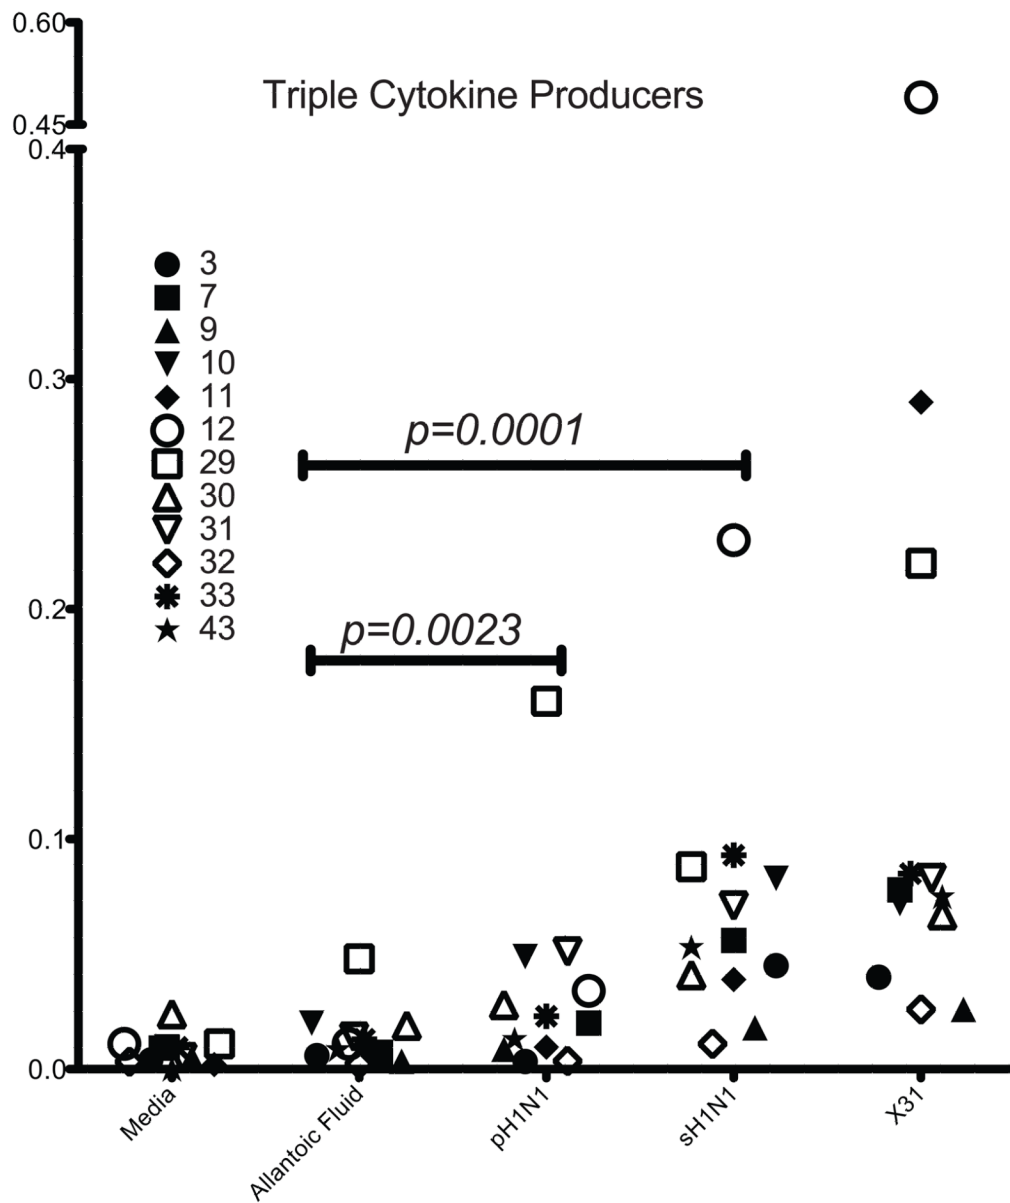 0.60
Triple Cytokine Producers
0.45
0.4
3
7
9
10
0.3
11
12
p=0.0001
29
30
31
32
33
0.2
43
p=0.0023
0.1
0.0
Media
Allantoic Fluid
pH1N1
sH1N1
X31